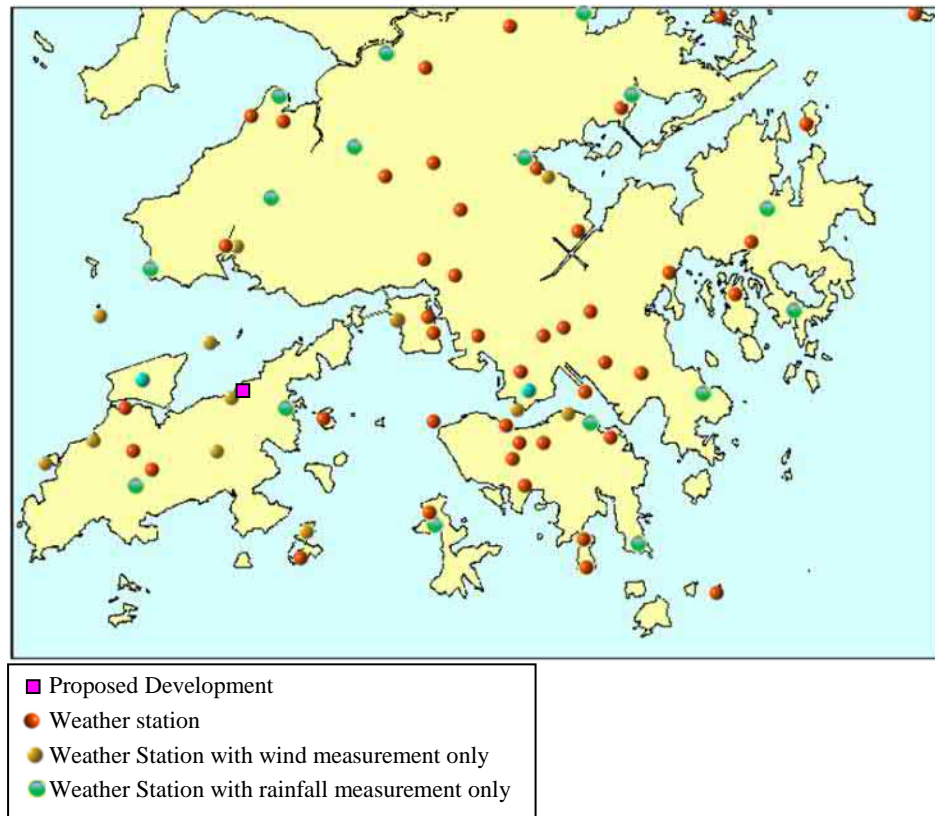 Proposed Development
Weather station
Weather Station with wind measurement only
Weather Station with rainfall measurement only